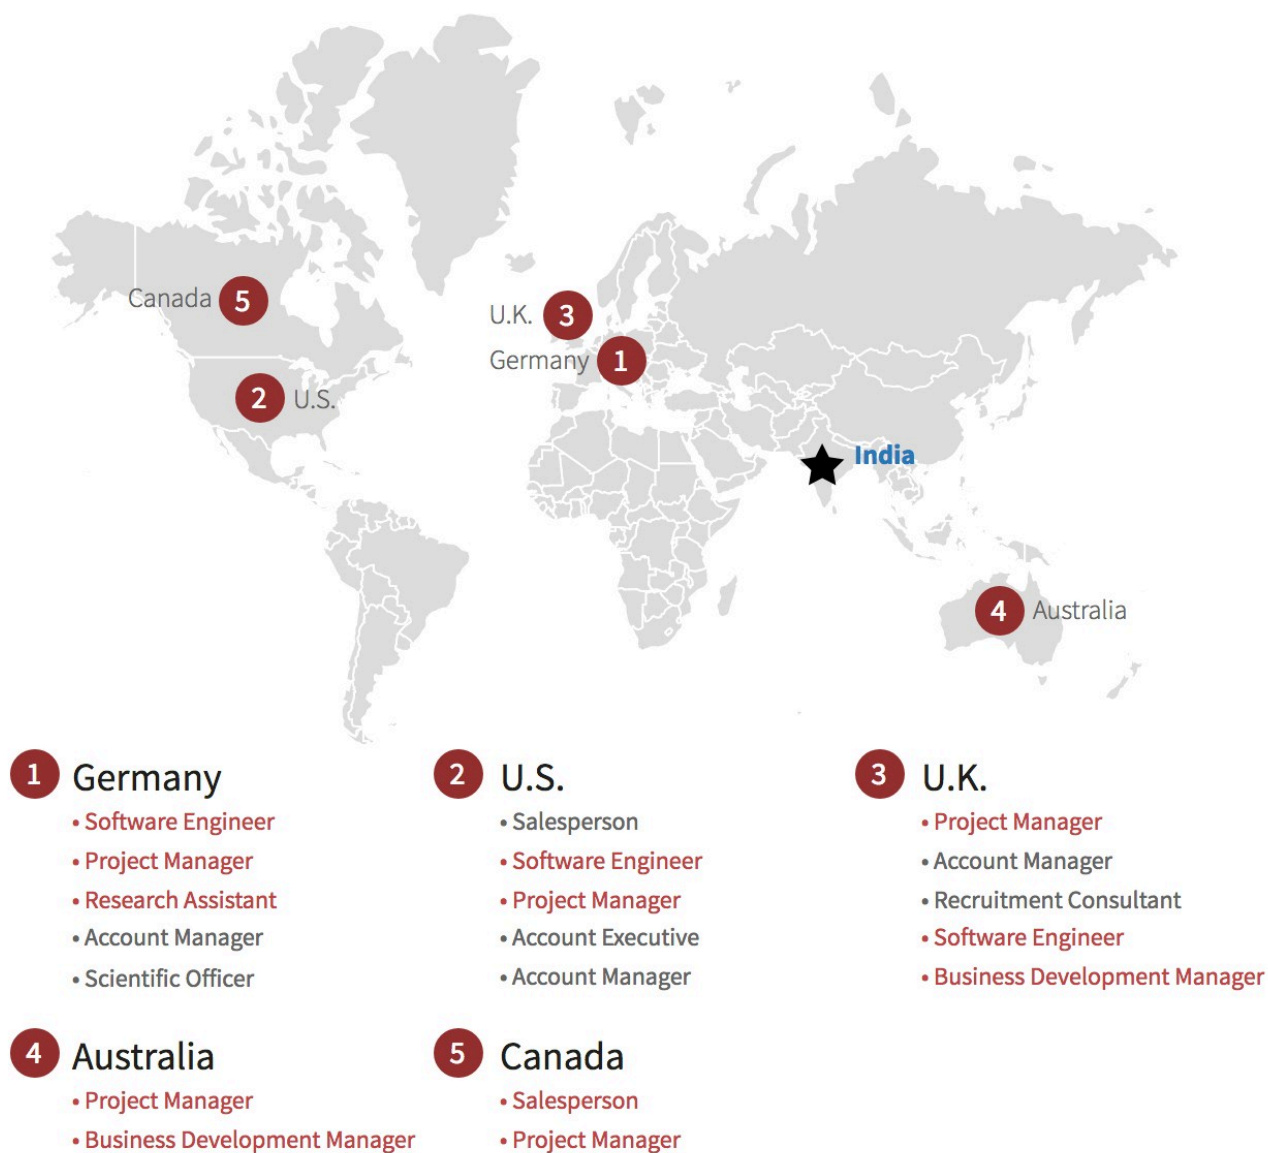 Canada 5
U.K. 3
Germany 1
2 U.S.
India
4 Australia
1 Germany
• Software Engineer
• Project Manager
• Research Assistant
• Account Manager
• Scientific Officer
2 U.S.
• Salesperson
• Software Engineer
• Project Manager
• Account Executive
• Account Manager
3 U.K.
• Project Manager
• Account Manager
• Recruitment Consultant
• Software Engineer
• Business Development Manager
4 Australia
• Project Manager
• Business Development Manager
5 Canada
• Salesperson
• Project Manager